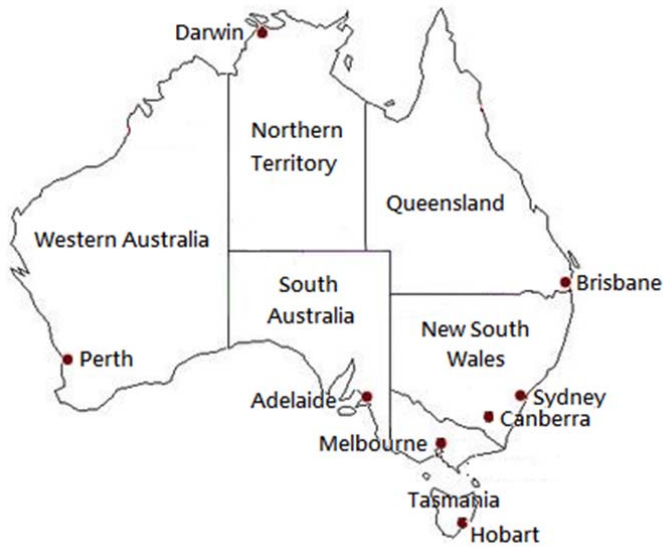 Darwin
Northern
Territory
Queensland
Western Australia
South
Australia
Brisbane
New South
Wales
Perth
Adelaide
Sydney
Canberra
Melbourne
Tasmania
Hobart